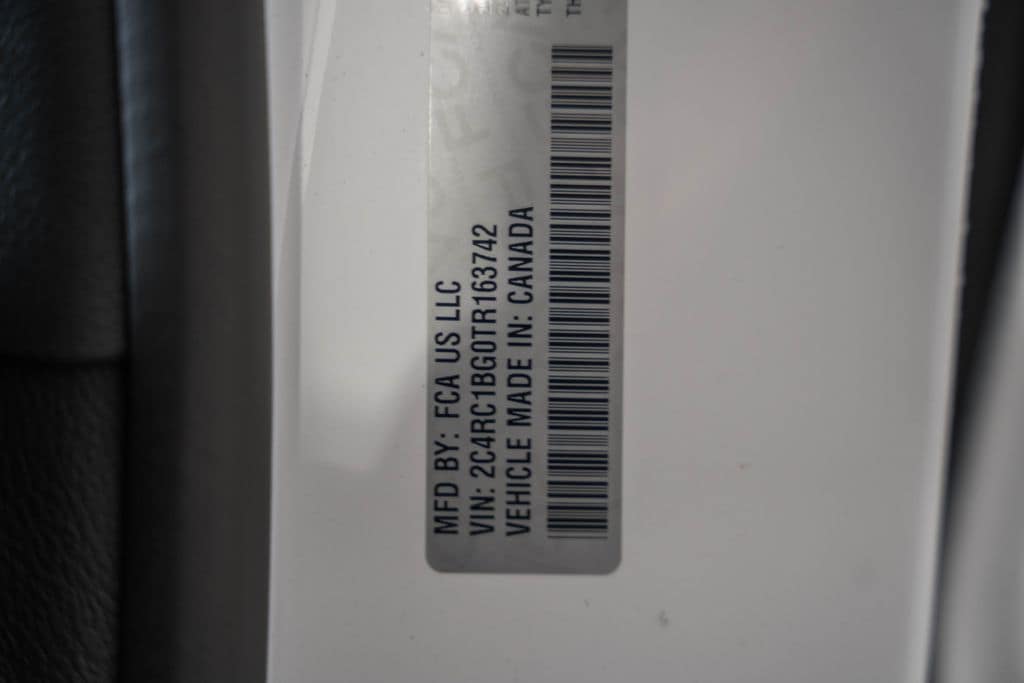 MFD BY: FCA US LLC
VIN: 2C4RC1BG0TR163742
VEHICLE MADE IN: CANADA